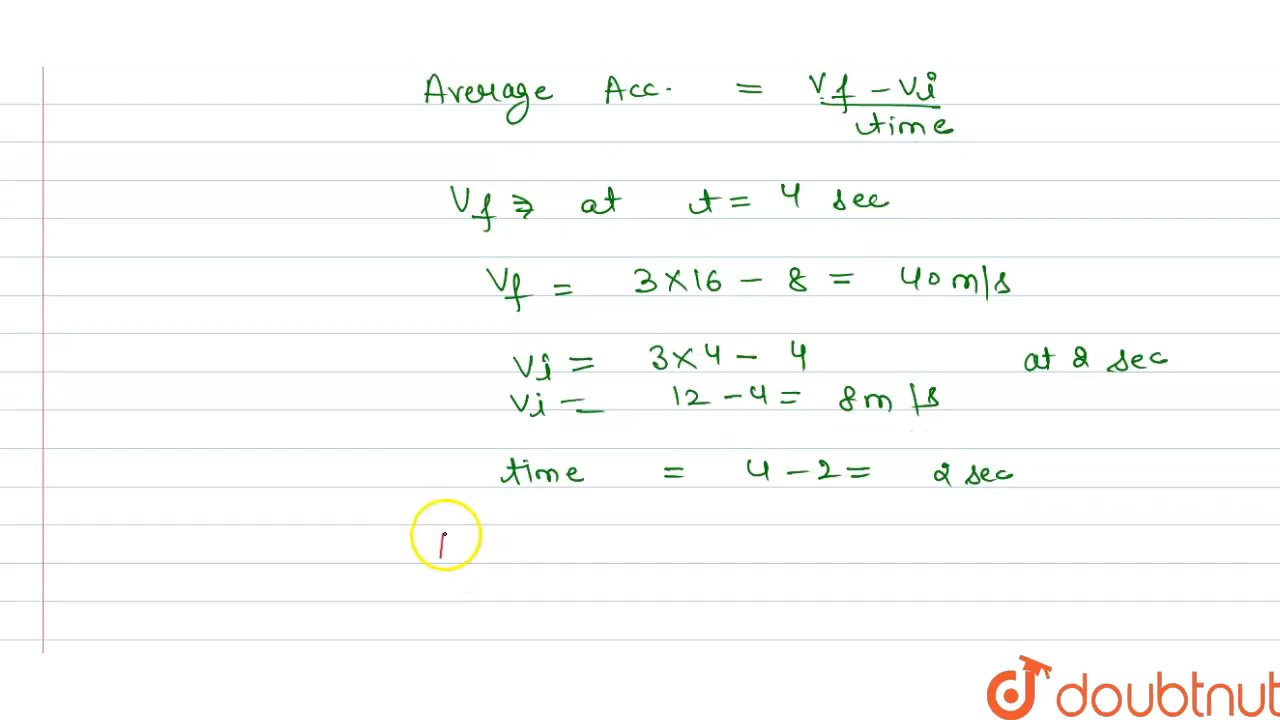 Average Acc. = Vf - Vi
time
Vf ⇒ at t = 4 sec
Vf = 3×16 - 8 = 40 m/s
Vi = 3×4 - 4 at 2 sec
Vi = 12 - 4 = 8 m/s
time = 4 - 2 = 2 sec
doubtnut